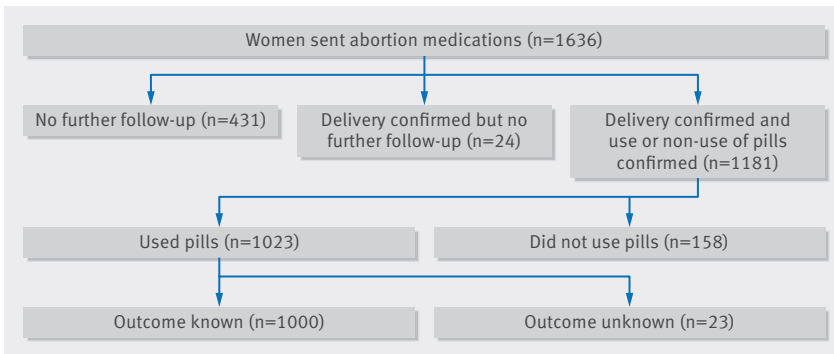 Women sent abortion medications (n=1636)
No further follow-up (n=431)
Delivery confirmed but no
further follow-up (n=24)
Delivery confirmed and
use or non-use of pills
confirmed (n=1181)
Used pills (n=1023)
Did not use pills (n=158)
Outcome known (n=1000)
Outcome unknown (n=23)